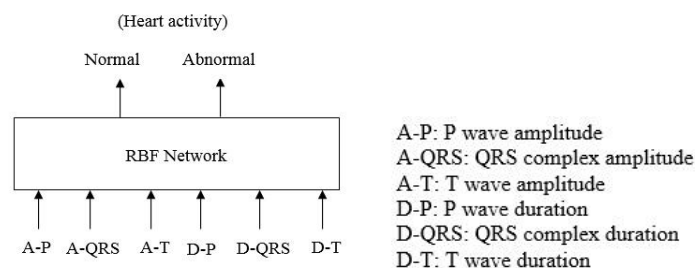 (Heart activity)
Normal Abnormal
RBF Network
A-P A-QRS A-T D-P D-QRS D-T
A-P: P wave amplitude
A-QRS: QRS complex amplitude
A-T: T wave amplitude
D-P: P wave duration
D-QRS: QRS complex duration
D-T: T wave duration